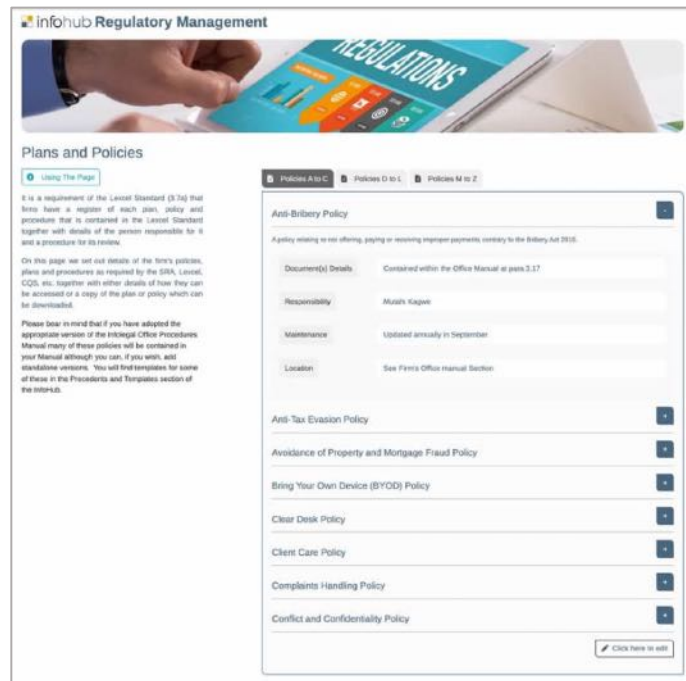 infohub Regulatory Management
REGULATIONS
Plans and Policies
Using The Page
It is a requirement of the Lexcel Standard (3.7a) that
firms have a register of each plan, policy and
procedure that is contained in the Lexcel Standard
together with details of the person responsible for it
and a procedure for its review.
On this page we set out details of the firm's policies,
plans and procedures as required by the SRA, Lexcel,
CQS, etc. together with either details of how they can
be accessed or a copy of the plan or policy which can
be downloaded.
Please bear in mind that if you have adopted the
appropriate version of the Infolegal Office Procedures
Manual many of these policies will be contained in
your Manual although you can, if you wish, add
standalone versions. You will find templates for some
of these in the Precedents and Templates section of
the InfoHub.
Policies A to C Policies D to L Policies M to Z
Anti-Bribery Policy -
A policy relating to not offering, paying or receiving improper payments contrary to the Bribery Act 2010.
Document(s) Details Contained within the Office Manual at para 3.17
Responsibility Mutahi Kagwe
Maintenance Updated annually in September
Location See Firm's Office manual Section
Anti-Tax Evasion Policy +
Avoidance of Property and Mortgage Fraud Policy +
Bring Your Own Device (BYOD) Policy +
Clear Desk Policy +
Client Care Policy +
Complaints Handling Policy +
Conflict and Confidentiality Policy +
Click here to edit